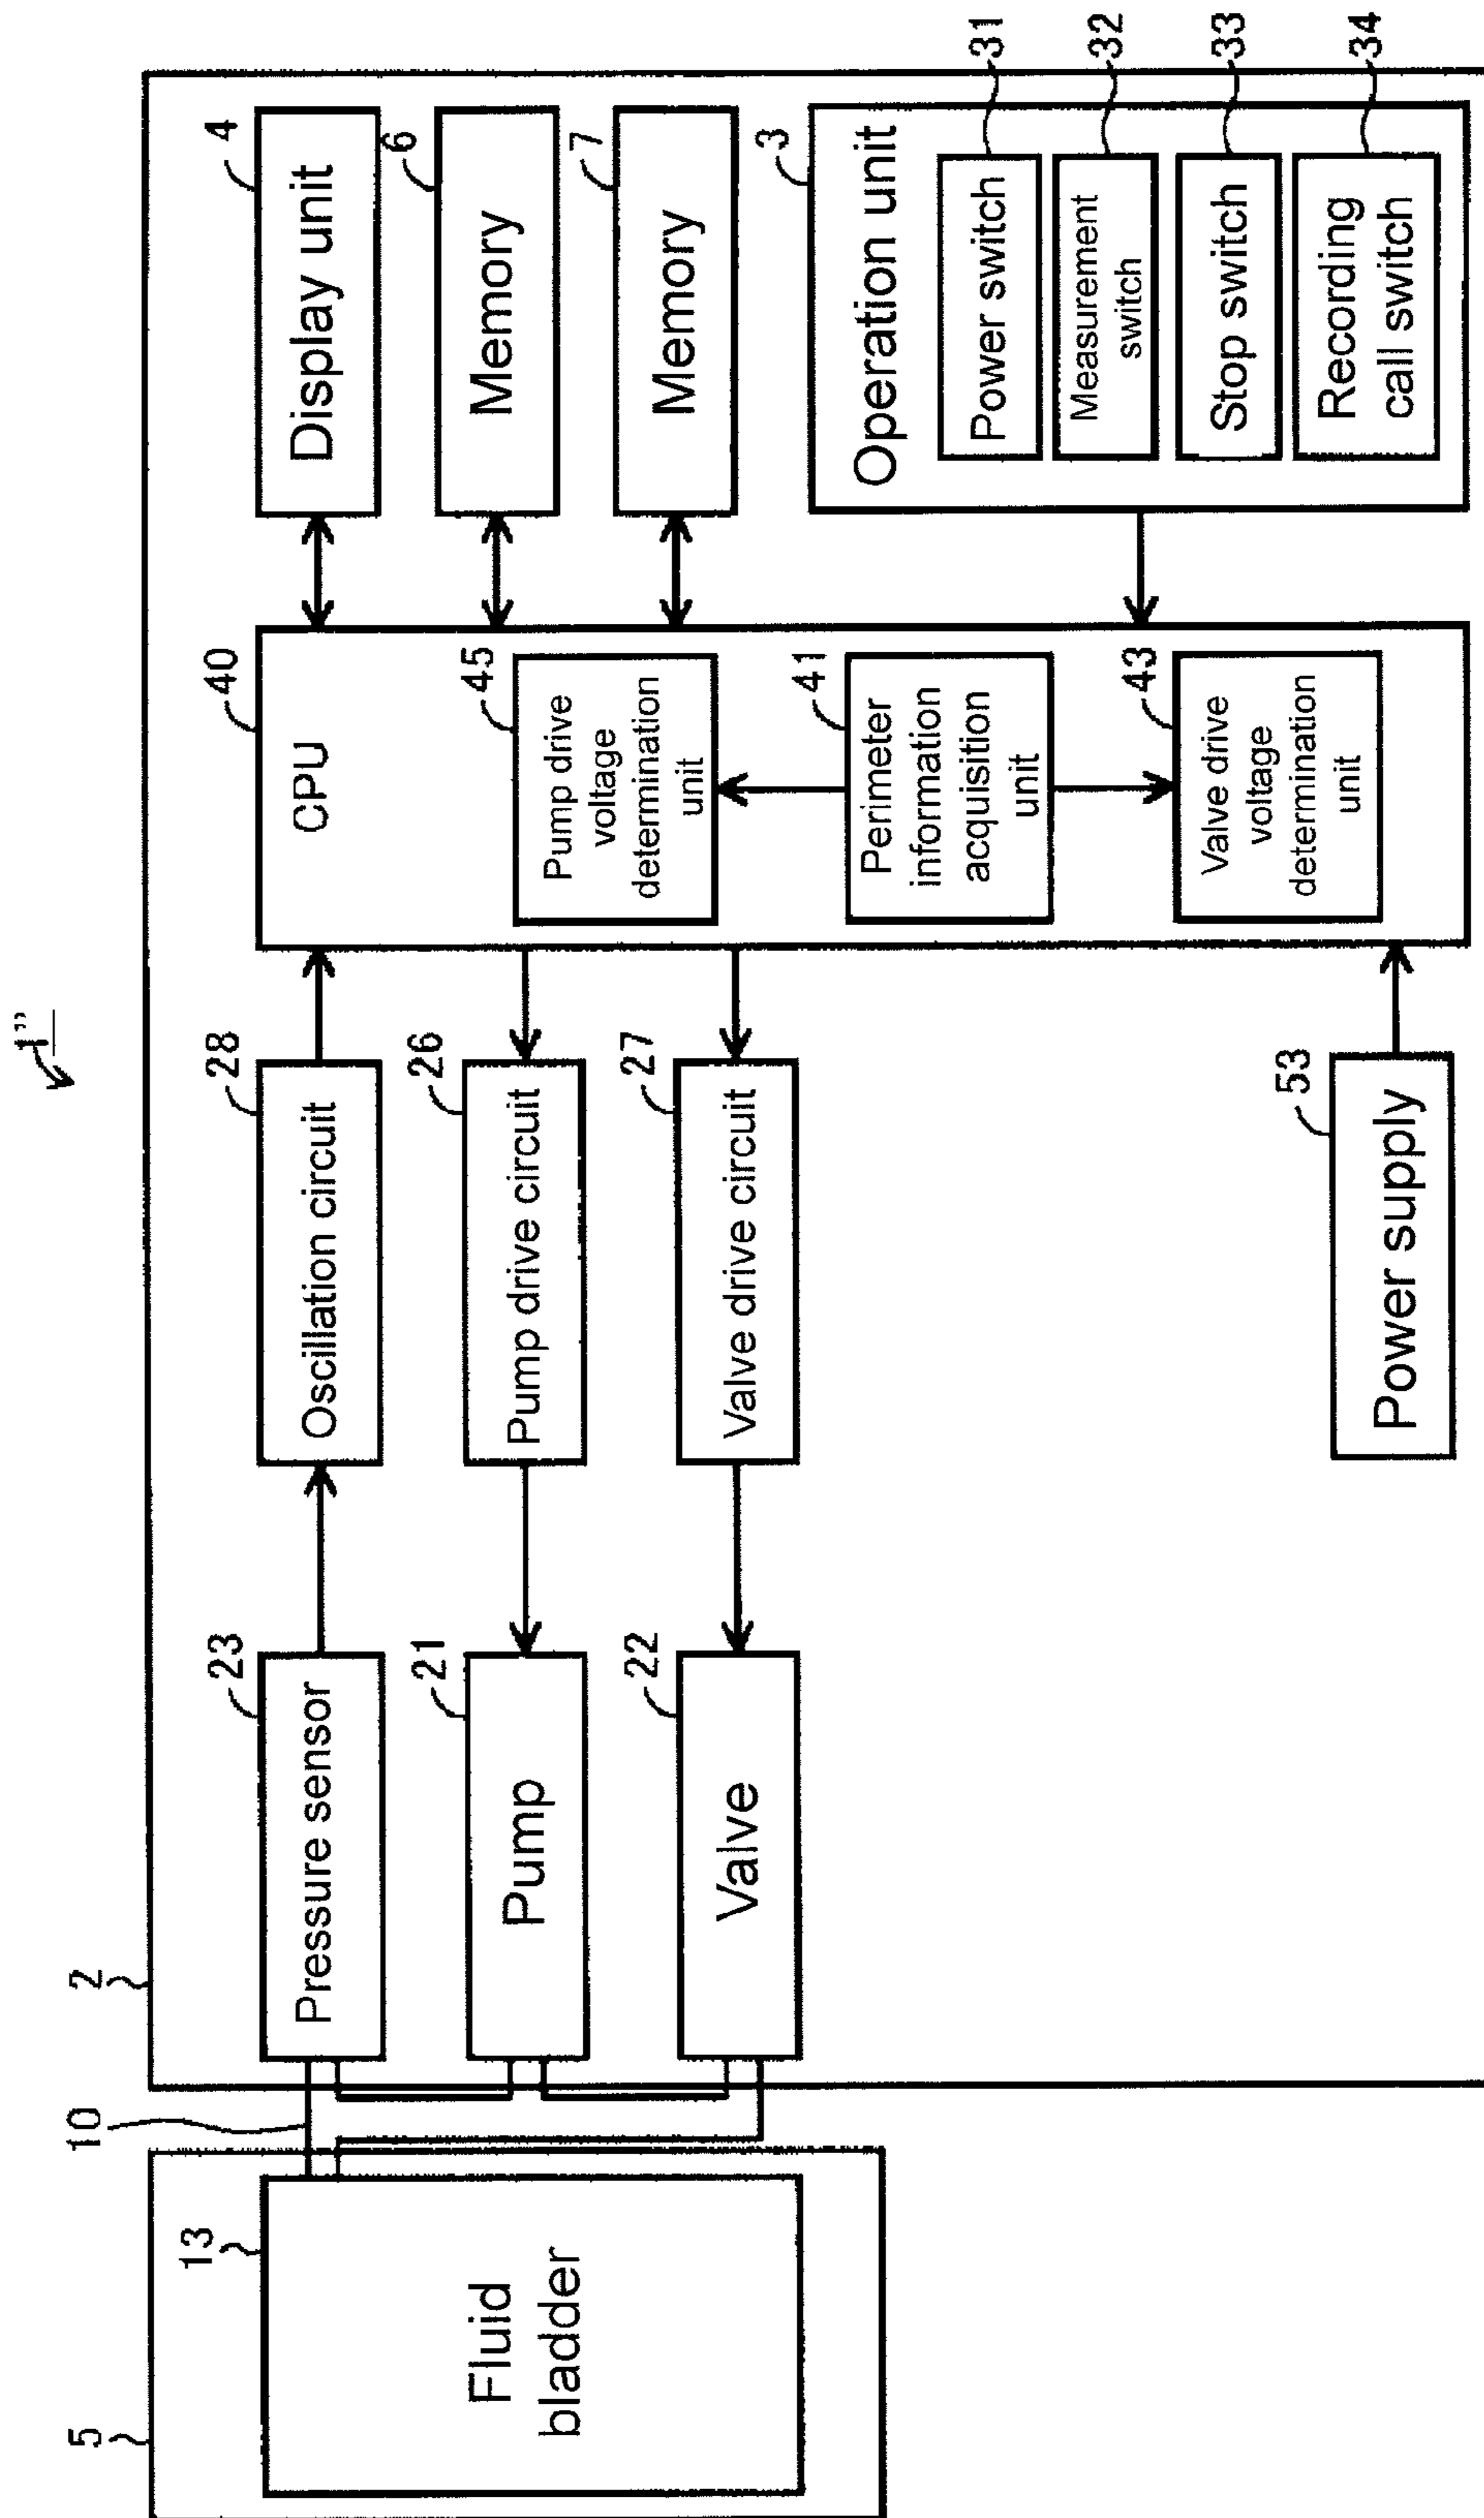 1"
2
5
13
Fluid
bladder
10
23
Pressure sensor
21
Pump
22
Valve
28
Oscillation circuit
26
Pump drive circuit
27
Valve drive circuit
53
Power supply
40
CPU
45
Pump drive
voltage
determination
unit
41
Perimeter
information
acquisition
unit
43
Valve drive
voltage
determination
unit
4
Display unit
6
Memory
7
Memory
3
Operation unit
Power switch
31
Measurement
switch
32
Stop switch
33
Recording
call switch
34